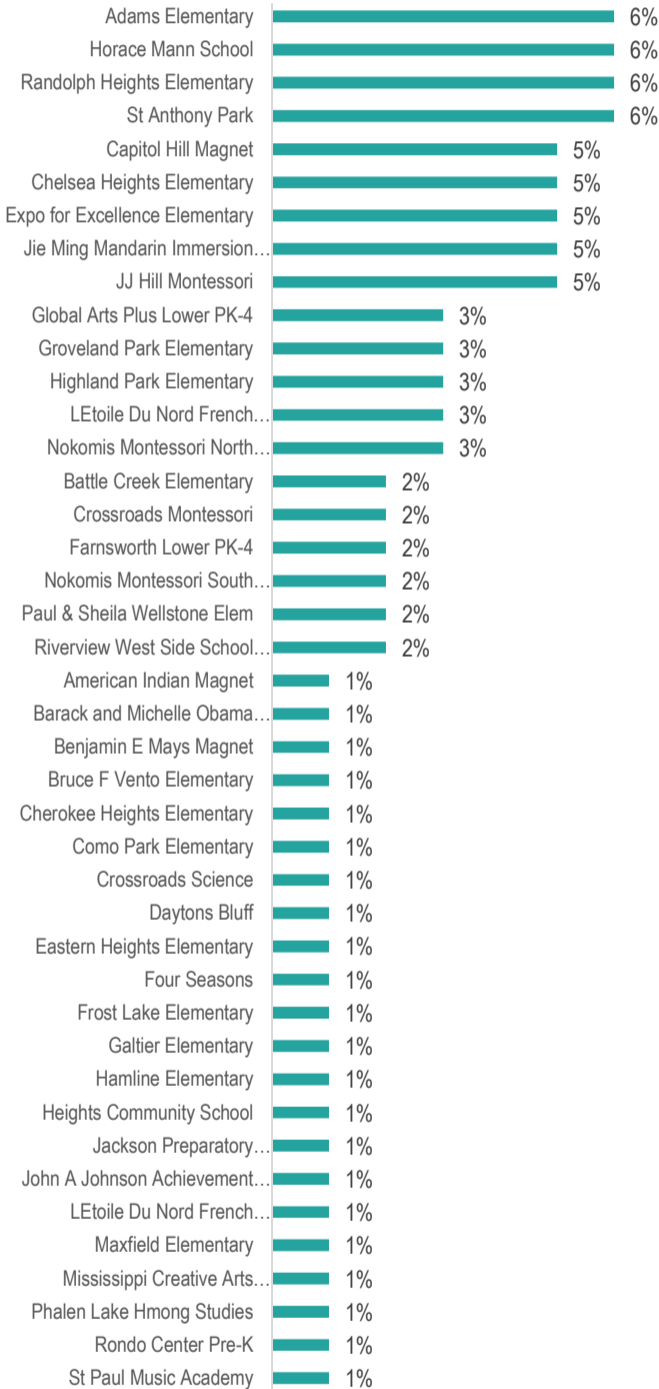 Adams Elementary 6%
Horace Mann School 6%
Randolph Heights Elementary 6%
St Anthony Park 6%
Capitol Hill Magnet 5%
Chelsea Heights Elementary 5%
Expo for Excellence Elementary 5%
Jie Ming Mandarin Immersion… 5%
JJ Hill Montessori 5%
Global Arts Plus Lower PK-4 3%
Groveland Park Elementary 3%
Highland Park Elementary 3%
LEtoile Du Nord French… 3%
Nokomis Montessori North… 3%
Battle Creek Elementary 2%
Crossroads Montessori 2%
Farnsworth Lower PK-4 2%
Nokomis Montessori South… 2%
Paul & Sheila Wellstone Elem 2%
Riverview West Side School… 2%
American Indian Magnet 1%
Barack and Michelle Obama… 1%
Benjamin E Mays Magnet 1%
Bruce F Vento Elementary 1%
Cherokee Heights Elementary 1%
Como Park Elementary 1%
Crossroads Science 1%
Daytons Bluff 1%
Eastern Heights Elementary 1%
Four Seasons 1%
Frost Lake Elementary 1%
Galtier Elementary 1%
Hamline Elementary 1%
Heights Community School 1%
Jackson Preparatory… 1%
John A Johnson Achievement… 1%
LEtoile Du Nord French… 1%
Maxfield Elementary 1%
Mississippi Creative Arts… 1%
Phalen Lake Hmong Studies 1%
Rondo Center Pre-K 1%
St Paul Music Academy 1%